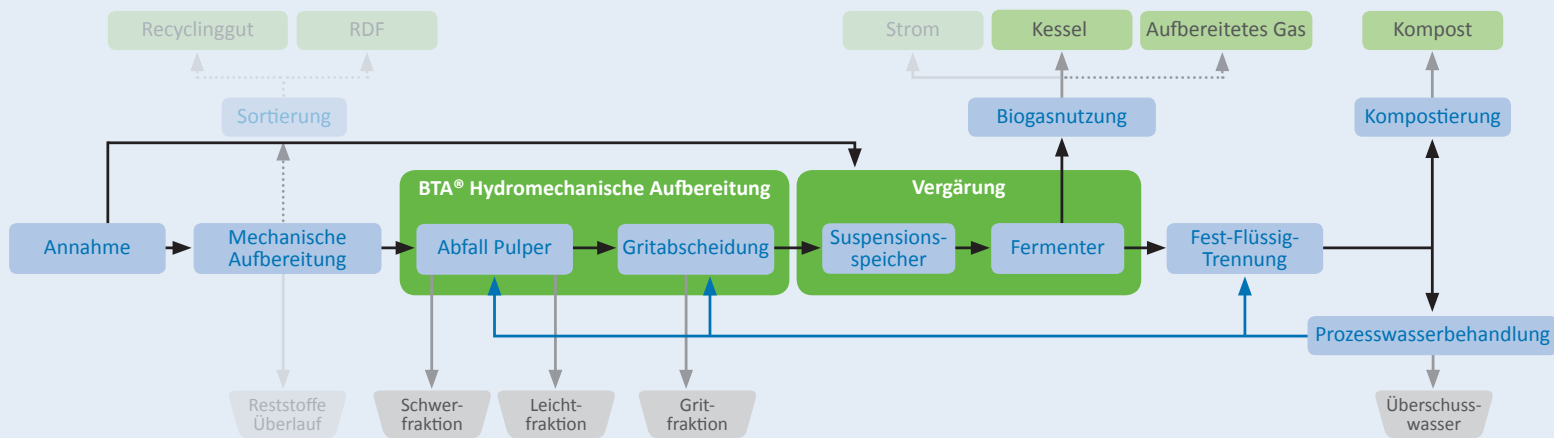 Recyclinggut
RDF
Strom
Kessel
Aufbereitetes Gas
Kompost
Sortierung
Biogasnutzung
Kompostierung
BTA® Hydromechanische Aufbereitung
Vergärung
Annahme
Mechanische
Aufbereitung
Abfall Pulper
Gritabscheidung
Suspensions-
speicher
Fermenter
Fest-Flüssig-
Trennung
Prozesswasserbehandlung
Reststoffe
Überlauf
Schwer-
fraktion
Leicht-
fraktion
Grit-
fraktion
Überschuss-
wasser